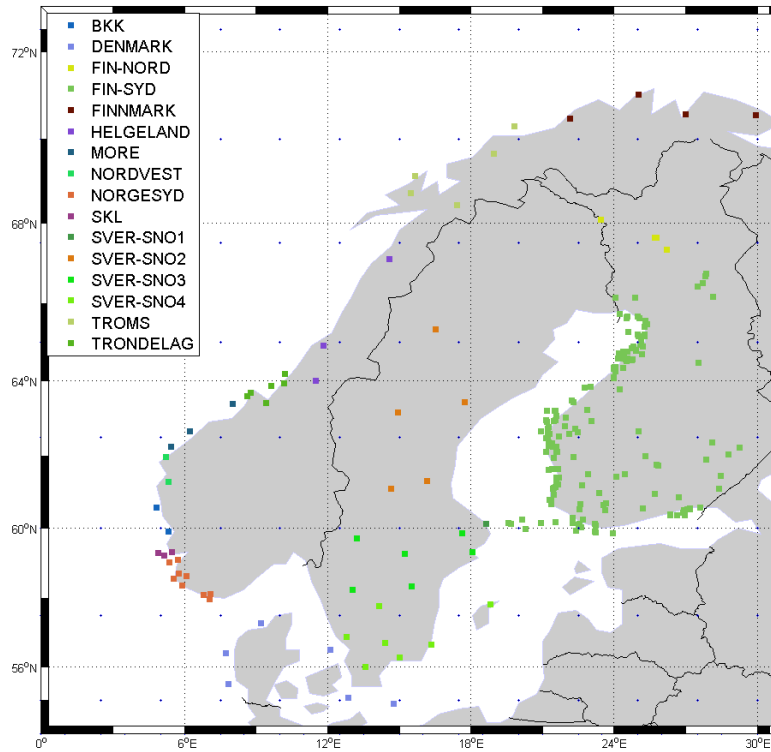 72°N
BKK
DENMARK
FIN-NORD
FIN-SYD
FINNMARK
HELGELAND
MORE
NORDVEST
NORGESYD
SKL
SVER-SNO1
SVER-SNO2
SVER-SNO3
SVER-SNO4
TROMS
TRONDELAG
68°N
64°N
60°N
56°N
0°
6°E
12°E
18°E
24°E
30°E